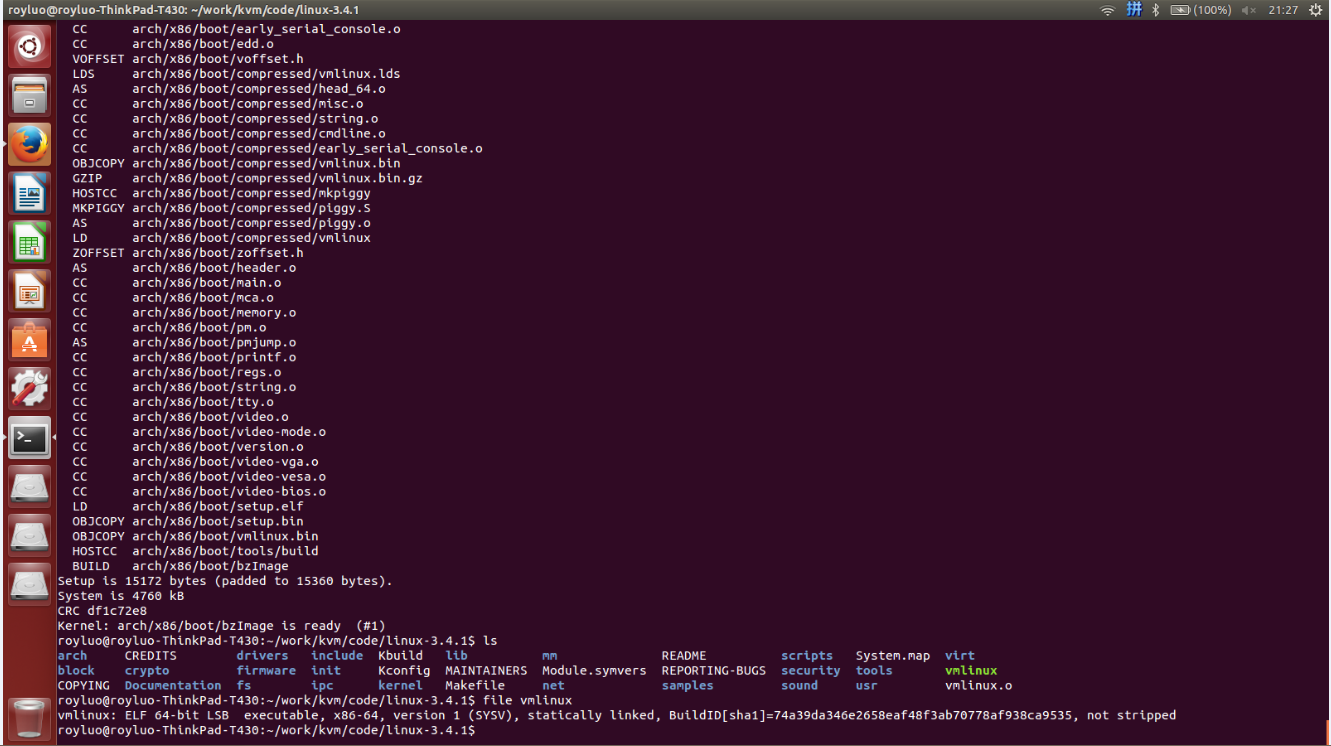 royluo@royluo-ThinkPad-T430: ~/work/kvm/code/linux-3.4.1 拼 (100%) 21:27
CC arch/x86/boot/early_serial_console.o
CC arch/x86/boot/edd.o
VOFFSET arch/x86/boot/voffset.h
LDS arch/x86/boot/compressed/vmlinux.lds
AS arch/x86/boot/compressed/head_64.o
CC arch/x86/boot/compressed/misc.o
CC arch/x86/boot/compressed/string.o
CC arch/x86/boot/compressed/cmdline.o
CC arch/x86/boot/compressed/early_serial_console.o
OBJCOPY arch/x86/boot/compressed/vmlinux.bin
GZIP arch/x86/boot/compressed/vmlinux.bin.gz
HOSTCC arch/x86/boot/compressed/mkpiggy
MKPIGGY arch/x86/boot/compressed/piggy.S
AS arch/x86/boot/compressed/piggy.o
LD arch/x86/boot/compressed/vmlinux
ZOFFSET arch/x86/boot/zoffset.h
AS arch/x86/boot/header.o
CC arch/x86/boot/main.o
CC arch/x86/boot/mca.o
CC arch/x86/boot/memory.o
CC arch/x86/boot/pm.o
AS arch/x86/boot/pmjump.o
CC arch/x86/boot/printf.o
CC arch/x86/boot/regs.o
CC arch/x86/boot/string.o
CC arch/x86/boot/tty.o
CC arch/x86/boot/video.o
CC arch/x86/boot/video-mode.o
CC arch/x86/boot/version.o
CC arch/x86/boot/video-vga.o
CC arch/x86/boot/video-vesa.o
CC arch/x86/boot/video-bios.o
LD arch/x86/boot/setup.elf
OBJCOPY arch/x86/boot/setup.bin
OBJCOPY arch/x86/boot/vmlinux.bin
HOSTCC arch/x86/boot/tools/build
BUILD arch/x86/boot/bzImage
Setup is 15172 bytes (padded to 15360 bytes).
System is 4760 kB
CRC df1c72e8
Kernel: arch/x86/boot/bzImage is ready (#1)
royluo@royluo-ThinkPad-T430:~/work/kvm/code/linux-3.4.1$ ls
arch CREDITS drivers include Kbuild lib mm README scripts System.map virt
block crypto firmware init Kconfig MAINTAINERS Module.symvers REPORTING-BUGS security tools vmlinux
COPYING Documentation fs ipc kernel Makefile net samples sound usr vmlinux.o
royluo@royluo-ThinkPad-T430:~/work/kvm/code/linux-3.4.1$ file vmlinux
vmlinux: ELF 64-bit LSB executable, x86-64, version 1 (SYSV), statically linked, BuildID[sha1]=74a39da346e2658eaf48f3ab70778af938ca9535, not stripped
royluo@royluo-ThinkPad-T430:~/work/kvm/code/linux-3.4.1$